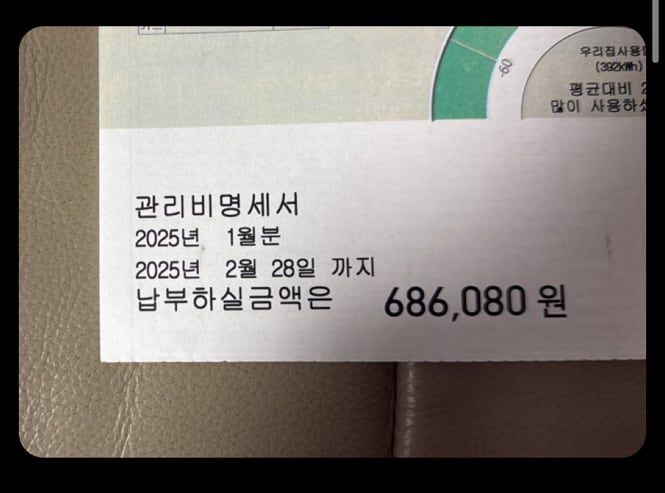 우리집사용
(392kWh)
평균대비
많이 사용하
관리비명세서
2025년 1월분
2025년 2월 28일 까지
납부하실금액은 686,080 원